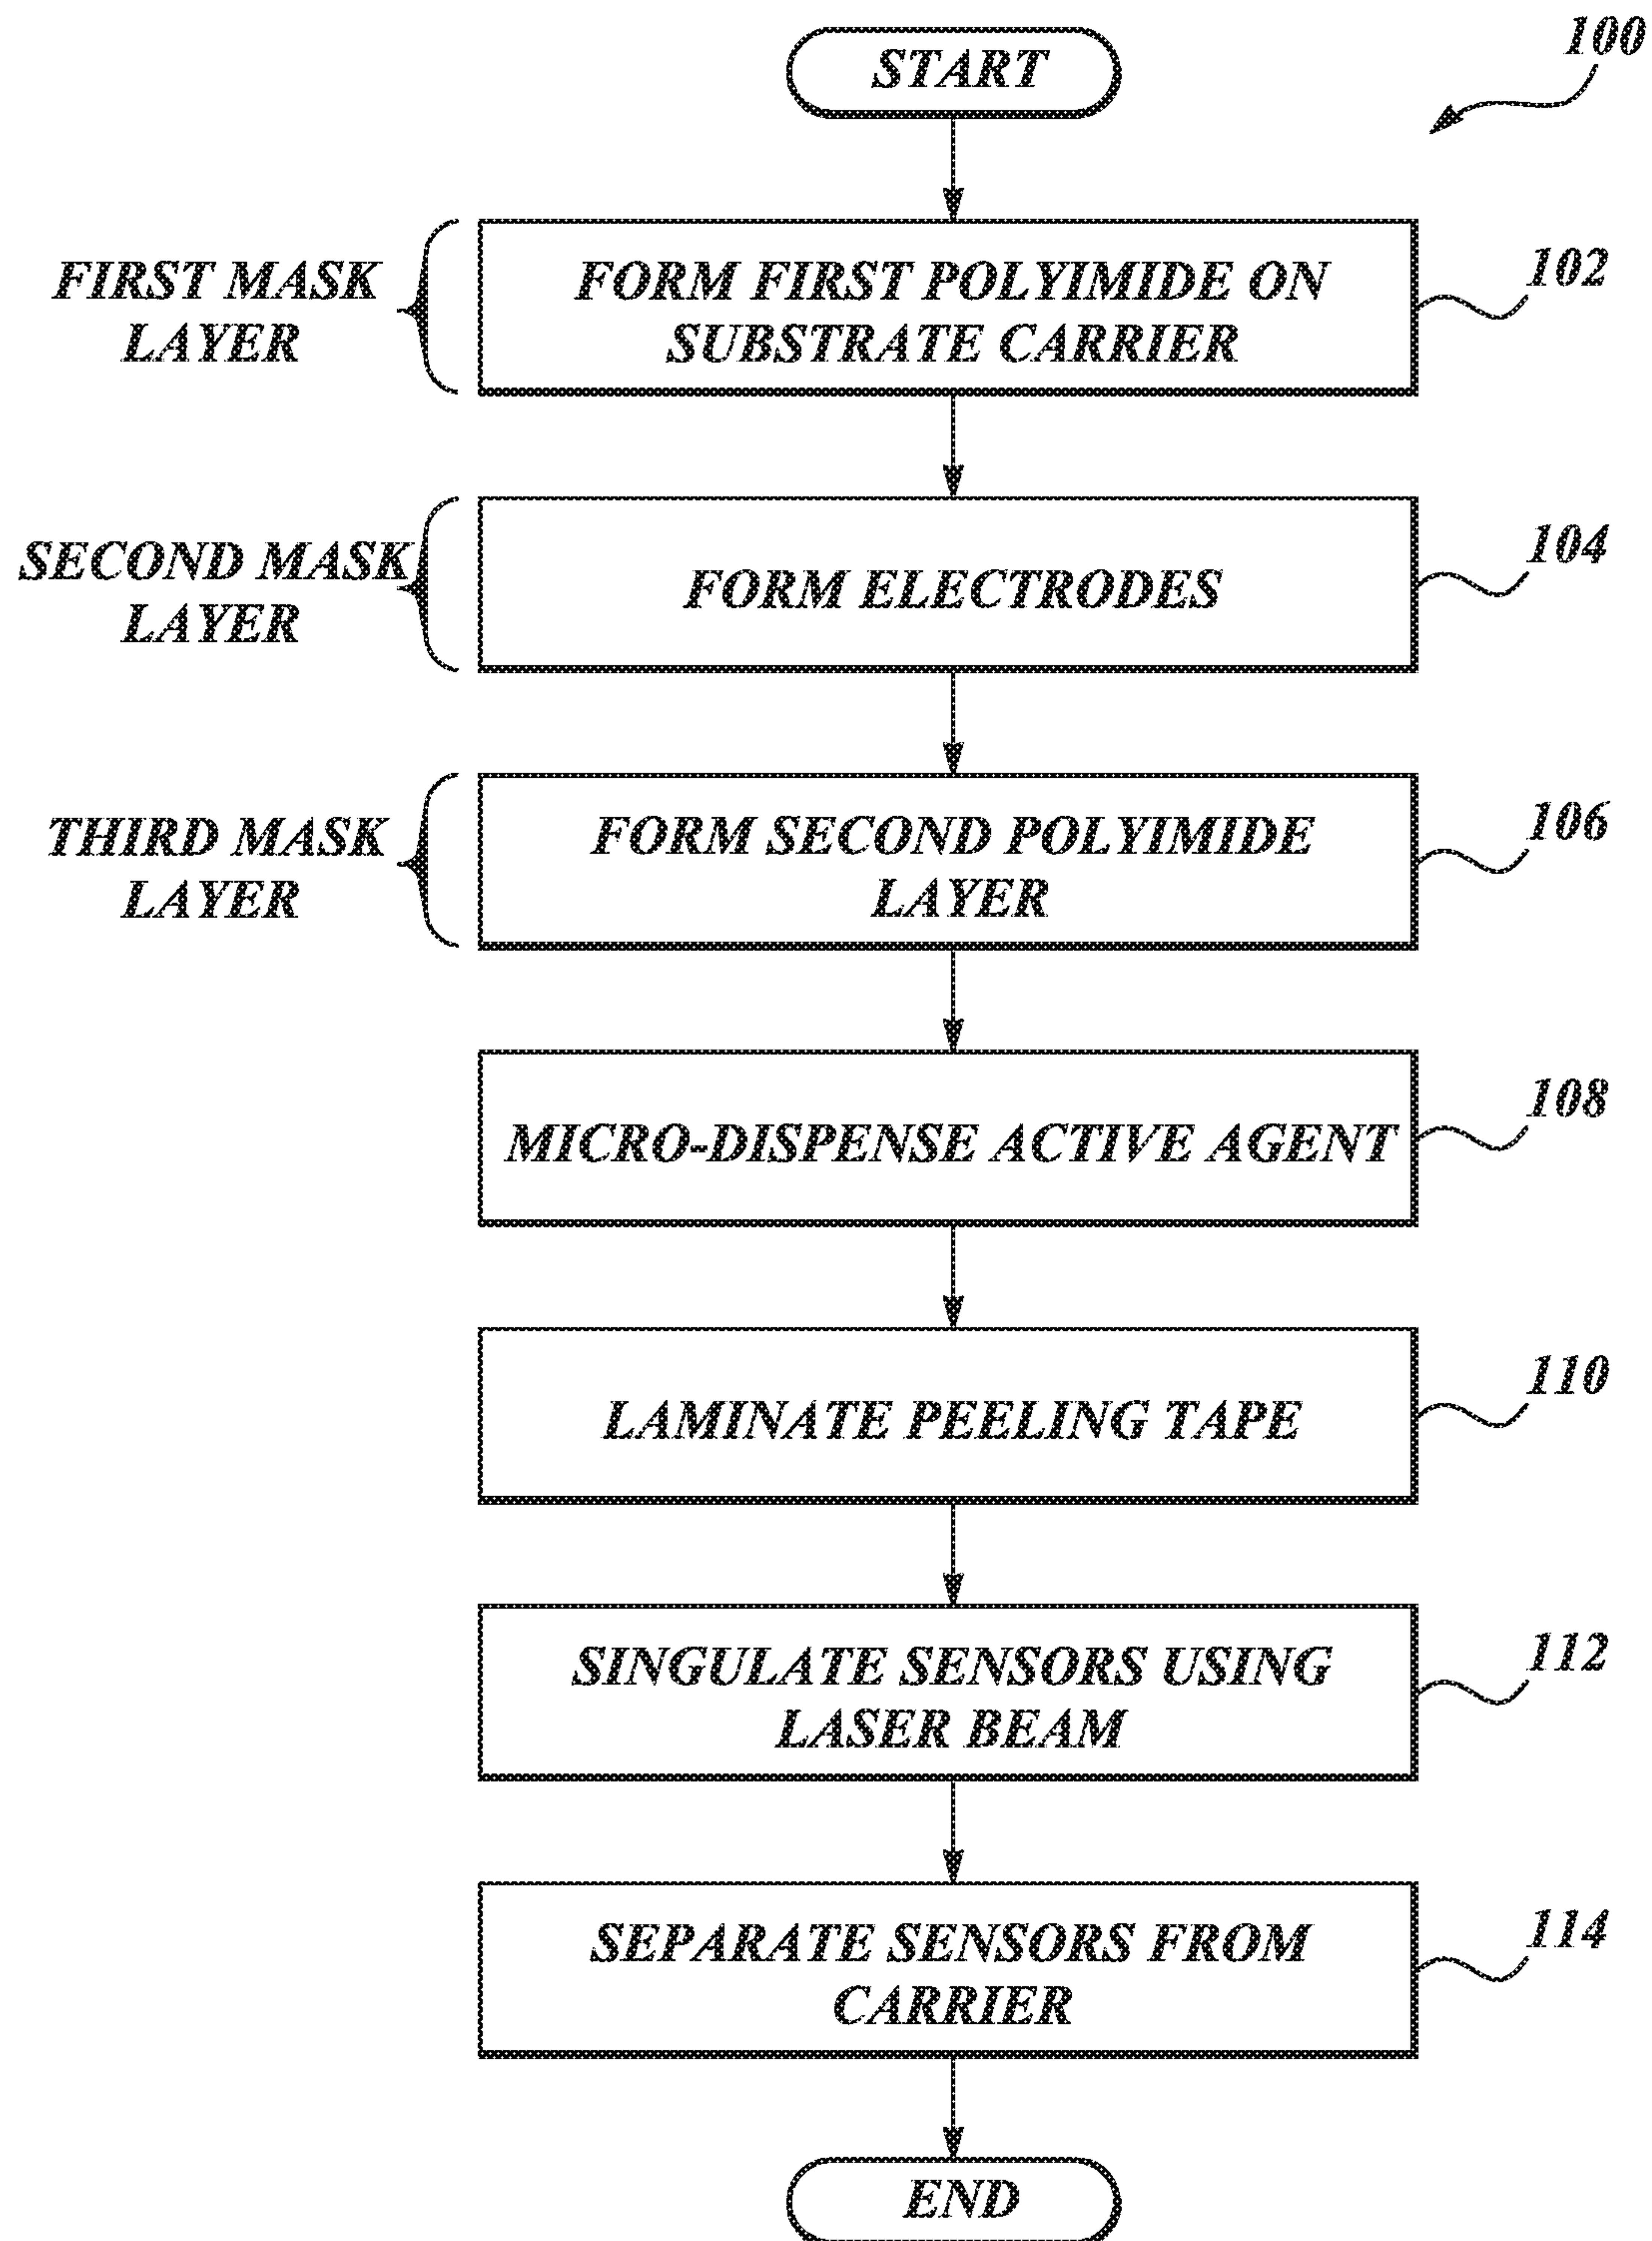 START
100
FIRST MASK
LAYER
FORM FIRST POLYIMIDE ON
SUBSTRATE CARRIER
102
SECOND MASK
LAYER
FORM ELECTRODES
104
THIRD MASK
LAYER
FORM SECOND POLYIMIDE
LAYER
106
MICRO-DISPENSE ACTIVE AGENT
108
LAMINATE PEELING TAPE
110
SINGULATE SENSORS USING
LASER BEAM
112
SEPARATE SENSORS FROM
CARRIER
114
END